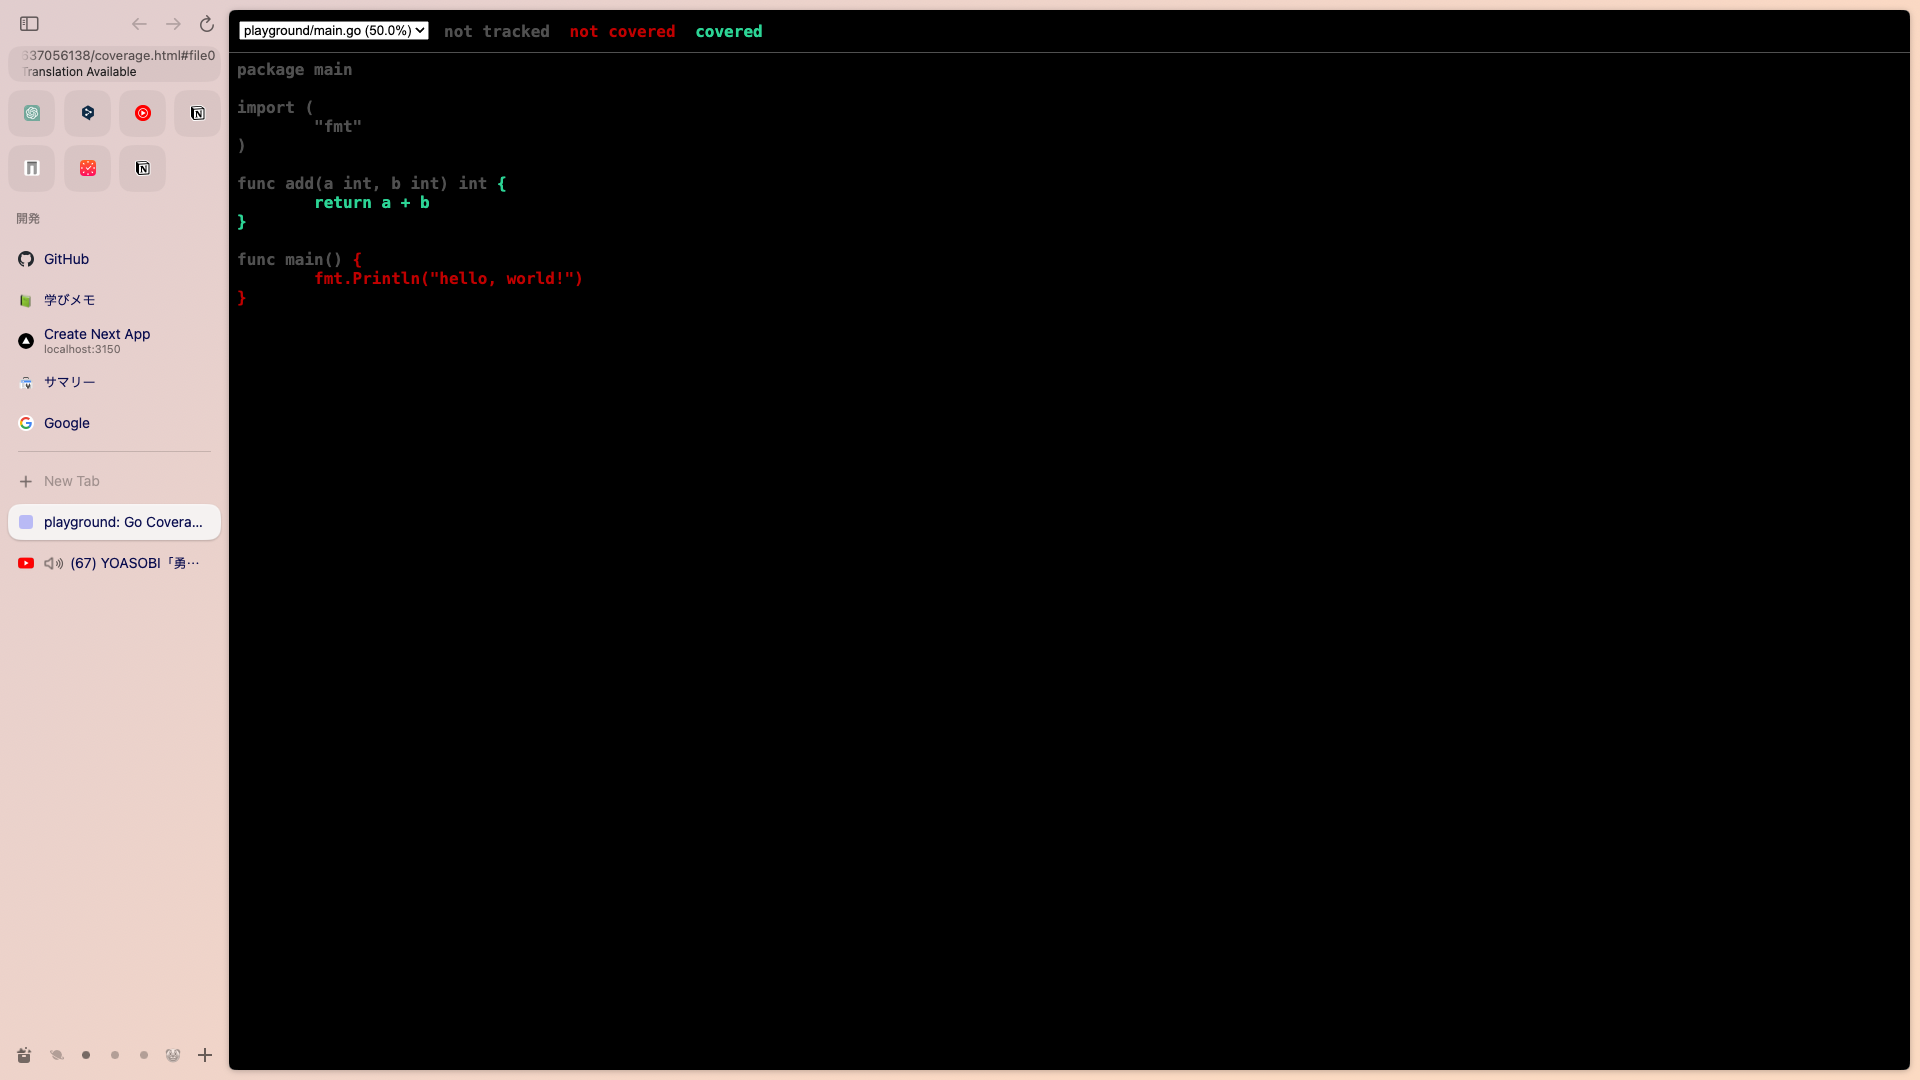 637056138/coverage.html#file0
Translation Available
開発
GitHub
学びメモ
Create Next App
localhost:3150
サマリー
Google
New Tab
playground: Go Covera...
(67) YOASOBI「勇…
playground/main.go (50.0%)
not tracked not covered covered
package main
import (
"fmt"
)
func add(a int, b int) int {
return a + b
}
func main() {
fmt.Println("hello, world!")
}